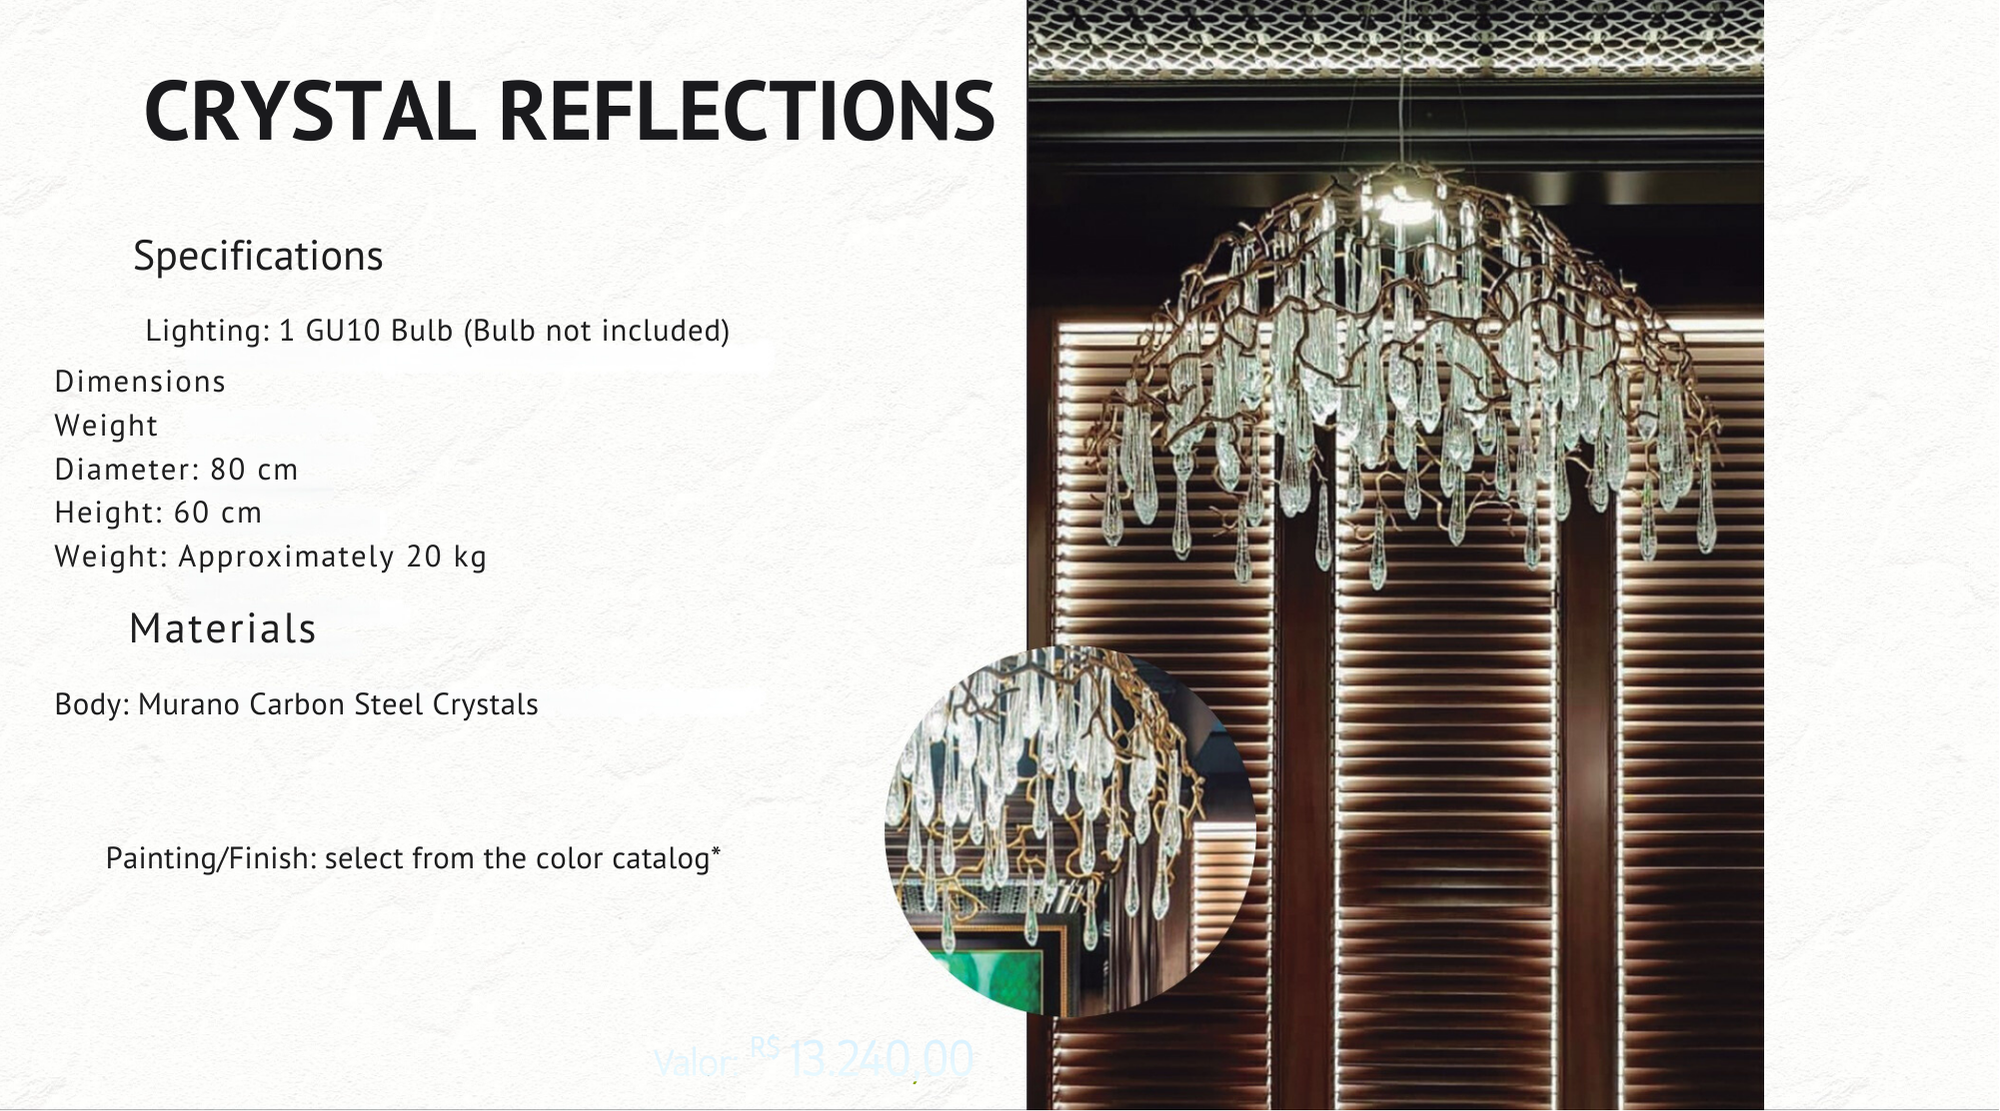 CRYSTAL REFLECTIONS
Specifications
Lighting: 1 GU10 Bulb (Bulb not included)
Dimensions
Weight
Diameter: 80 cm
Height: 60 cm
Weight: Approximately 20 kg
Materials
Body: Murano Carbon Steel Crystals
Painting/Finish: select from the color catalog*
Valor: R$ 13.240,00